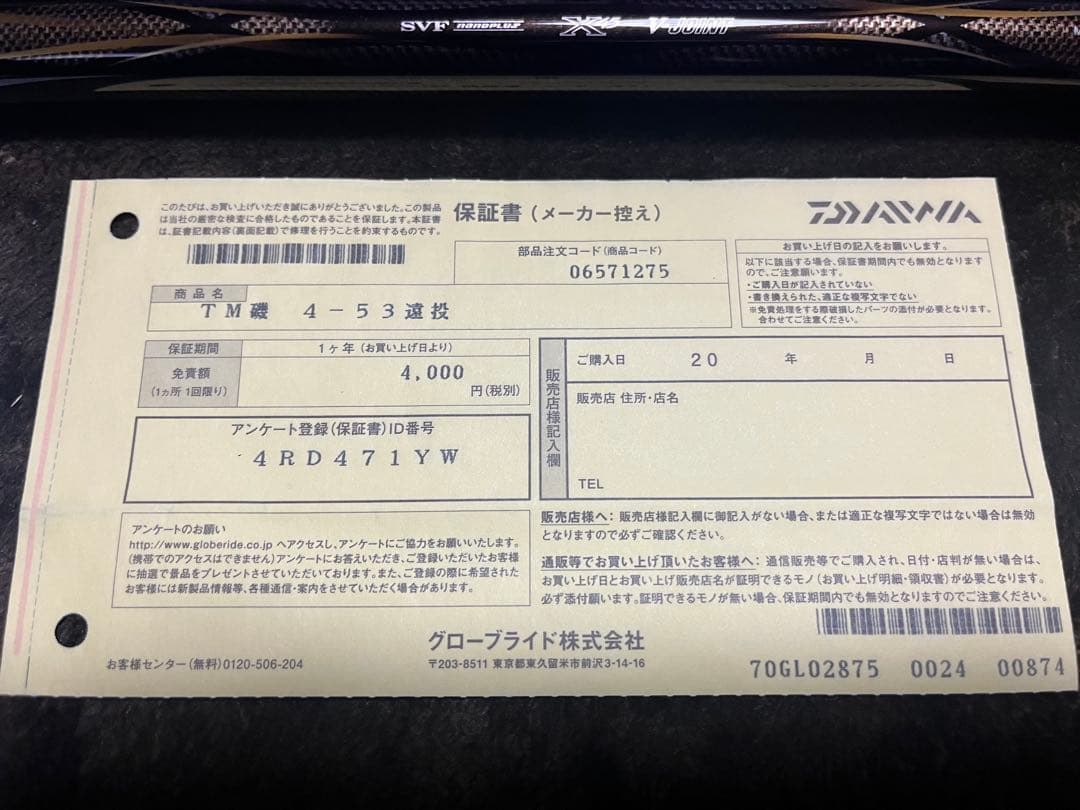 SVF nanoplus X45 V-JOINT
このたびは、お買い上げいただき誠にありがとうございました。この製品
は当社の厳密な検査に合格したものであることを保証します。本証書
は、証書記載内容(裏面記載)で修理を行うことを約束するものです。
保証書(メーカー控え)
DAIWA
部品注文コード(商品コード)
06571275
お買い上げ日の記入をお願いします。
以下に該当する場合、保証書期間内でも無効となります
ので、ご注意願います。
・ご購入日が記入されていない
・書き換えられた、適正な複写文字でない
※免責処理をする際破損したパーツの添付が必要となります。
合わせてご注意ください。
商品名
TM磯 4-53遠投
保証期間
1ヶ年(お買い上げ日より)
免責額
(1ヵ所1回限り)
4,000
円(税別)
アンケート登録(保証書)ID番号
4RD471YW
販売店様記入欄
ご購入日 20 年 月 日
販売店 住所・店名
TEL
アンケートのお願い
http://www.globeride.co.jp へアクセスし、アンケートにご協力をお願いいたします。
(携帯でのアクセスはできません)アンケートにお答えいただき、ご登録いただいたお客様
に抽選で景品をプレゼントさせていただいております。また、ご登録の際に希望された
お客様には新製品情報等、各種通信・案内をさせていただく場合があります。
販売店様へ：販売店様記入欄に御記入がない場合、または適正な複写文字ではない場合は無効
となりますので必ずご確認ください。
通販等でお買い上げ頂いたお客様へ：通信販売等でご購入され、日付・店判が無い場合は、
お買い上げ日とお買い上げ販売店名が証明できるモノ(お買い上げ明細・領収書)が必要となります。
必ず添付願います。証明できるモノが無い場合、保証期間内でも無効となりますのでご注意ください。
グローブライド株式会社
お客様センター(無料)0120-506-204
〒203-8511 東京都東久留米市前沢3-14-16
70GL02875 0024 00874